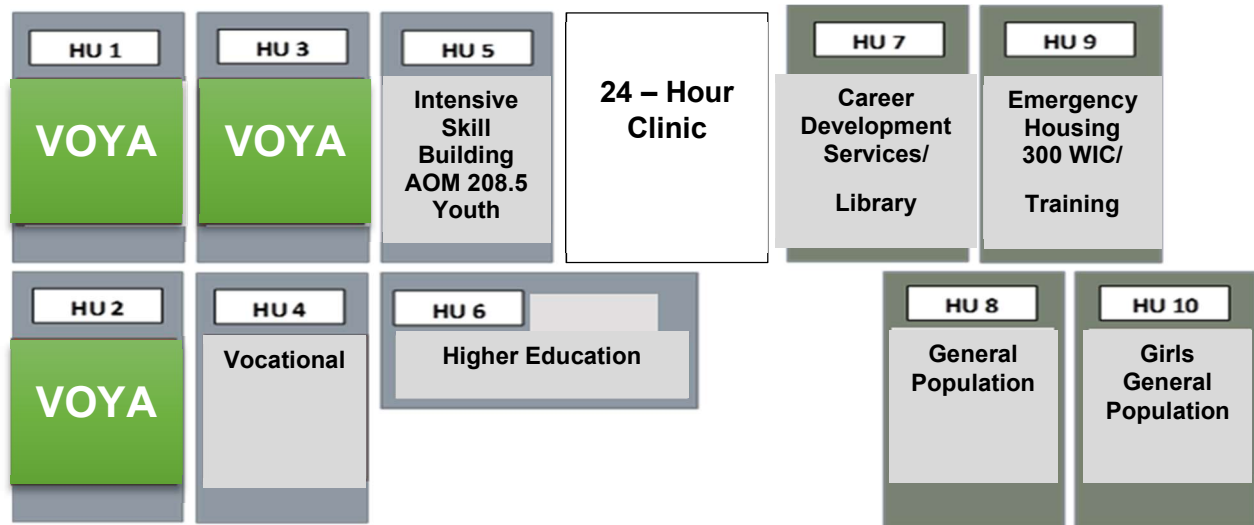 HU 1
VOYA
HU 3
VOYA
HU 5
Intensive
Skill
Building
AOM 208.5
Youth
24 – Hour
Clinic
HU 7
Career
Development
Services/
Library
HU 9
Emergency
Housing
300 WIC/
Training
HU 2
VOYA
HU 4
Vocational
HU 6
Higher Education
HU 8
General
Population
HU 10
Girls
General
Population